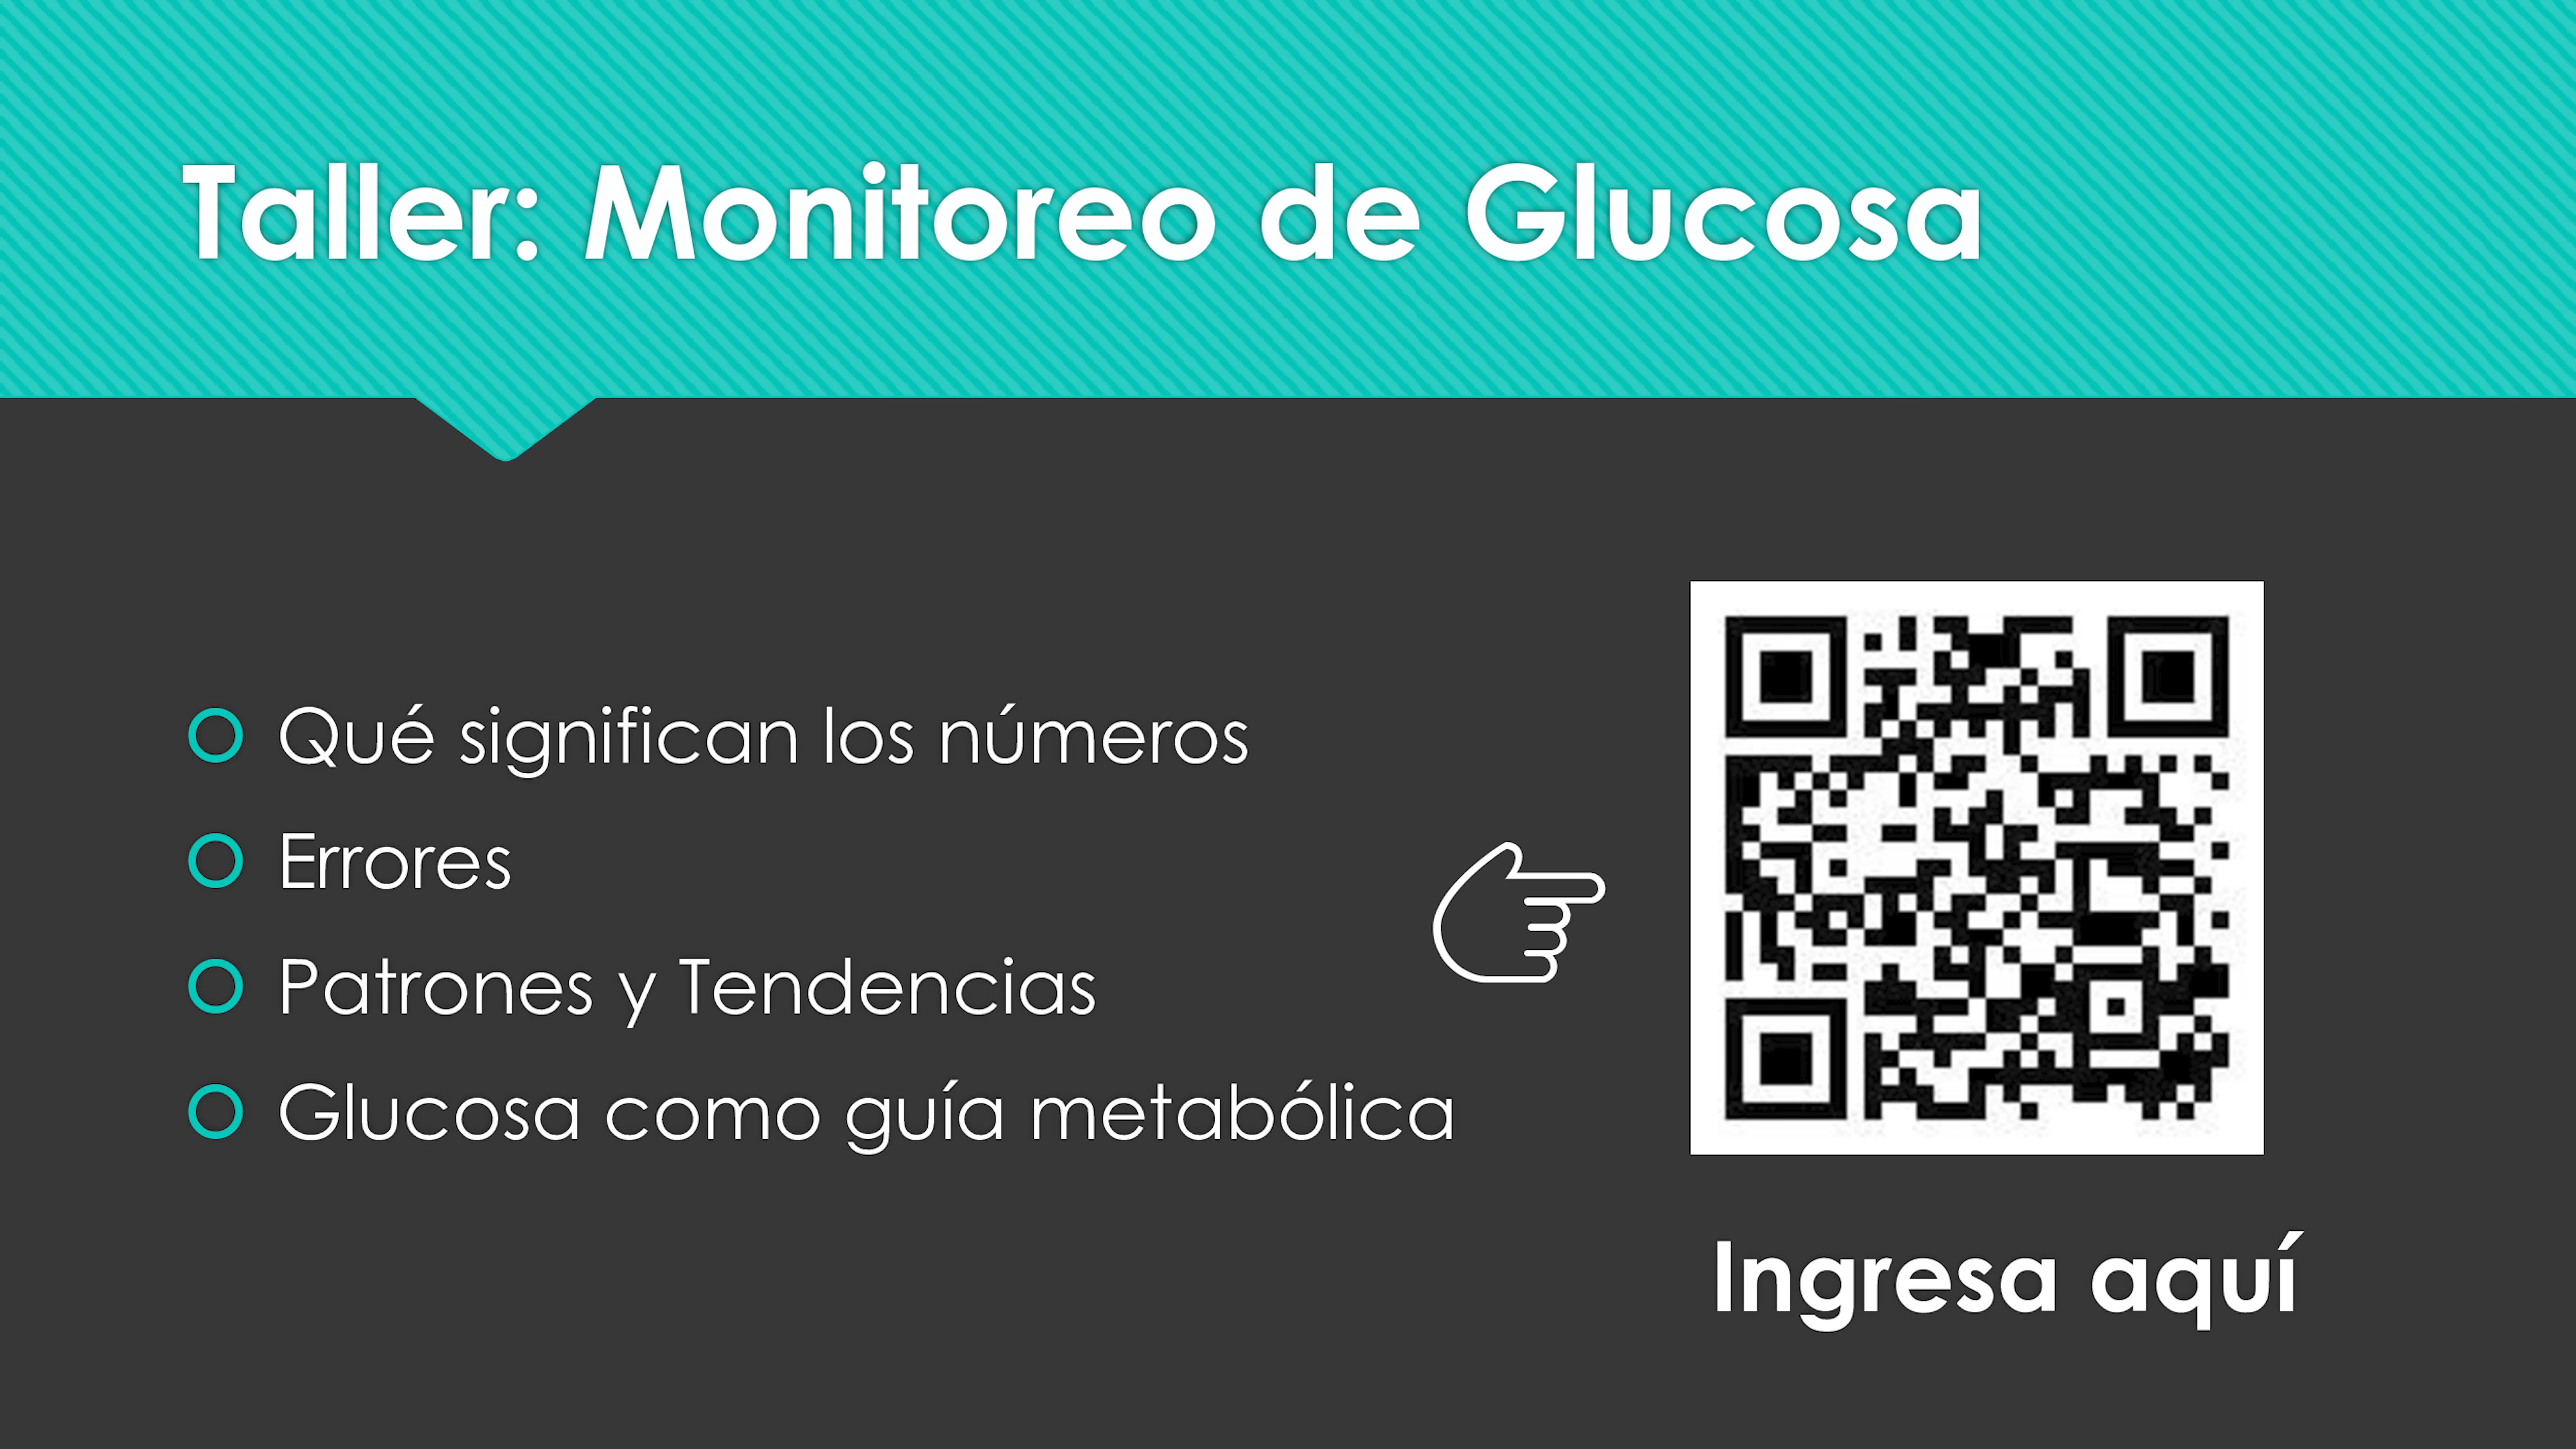 Taller: Monitoreo de Glucosa
Qué significan los números
Errores
Patrones y Tendencias
Glucosa como guía metabólica
Ingresa aquí